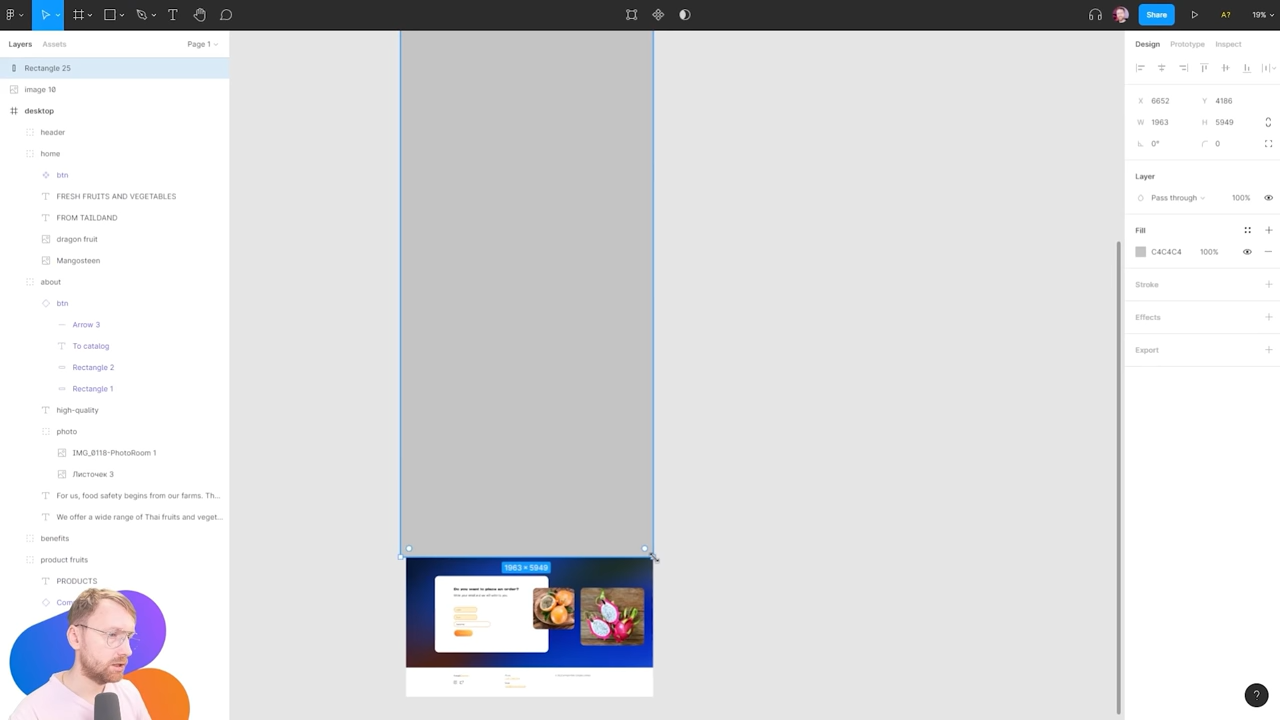 Share
A?
19%
Layers
Assets
Page 1
Design
Prototype
Inspect
Rectangle 25
image 10
desktop
header
home
btn
FRESH FRUITS AND VEGETABLES
FROM TAILDAND
dragon fruit
Mangosteen
about
btn
Arrow 3
To catalog
Rectangle 2
Rectangle 1
high-quality
photo
IMG_0118-PhotoRoom 1
Листочек 3
For us, food safety begins from our farms. Th...
We offer a wide range of Thai fruits and veget...
benefits
product fruits
PRODUCTS
X 6652
Y 4186
W 1963
H 5949
0°
0
Layer
Pass through
100%
Fill
C4C4C4
100%
Stroke
Effects
Export
1963 × 5949
Do you want to place an order?
?